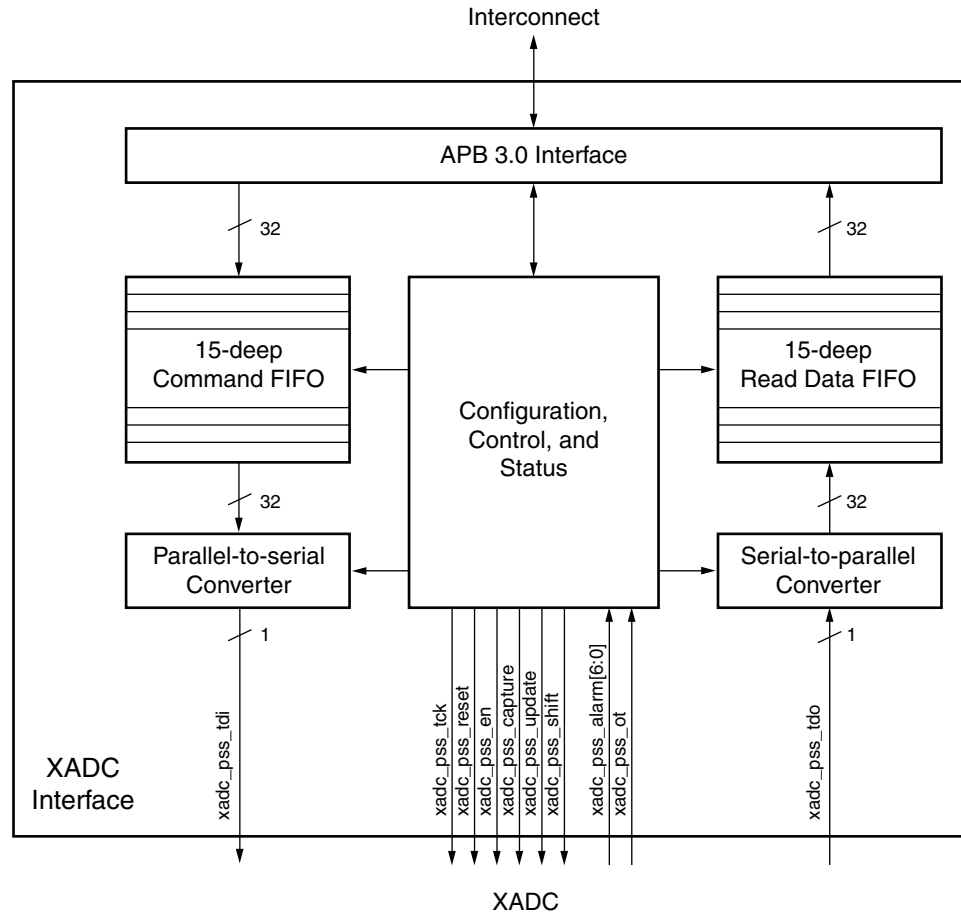 Interconnect
APB 3.0 Interface
32
32
15-deep
Command FIFO
Configuration,
Control, and
Status
15-deep
Read Data FIFO
32
32
Parallel-to-serial
Converter
Serial-to-parallel
Converter
1
1
xadc_pss_tdi
xadc_pss_tck
xadc_pss_reset
xadc_pss_en
xadc_pss_capture
xadc_pss_update
xadc_pss_shift
xadc_pss_alarm[6:0]
xadc_pss_ot
xadc_pss_tdo
XADC
Interface
XADC